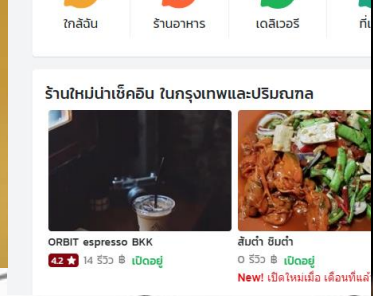 ใกล้ฉัน ร้านอาหาร เดลิเวอรี
ร้านใหม่น่าเช็คอิน ในกรุงเทพและปริมณฑล
ORBIT espresso BKK ส้มตำ ชิมตำ
4.2 ★ 14 รีวิว ฿ เปิดอยู่ 0 รีวิว ฿ เปิดอยู่
New! เปิดใหม่เมื่อ เดือนที่แล้